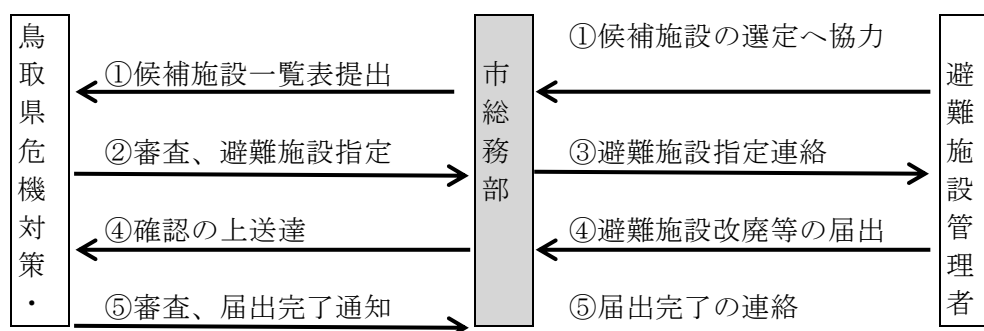 鳥取県危機対策・
①候補施設一覧表提出
②審査、避難施設指定
④確認の上送達
⑤審査、届出完了通知
市総務部
①候補施設の選定へ協力
③避難施設指定連絡
④避難施設改廃等の届出
⑤届出完了の連絡
避難施設管理者